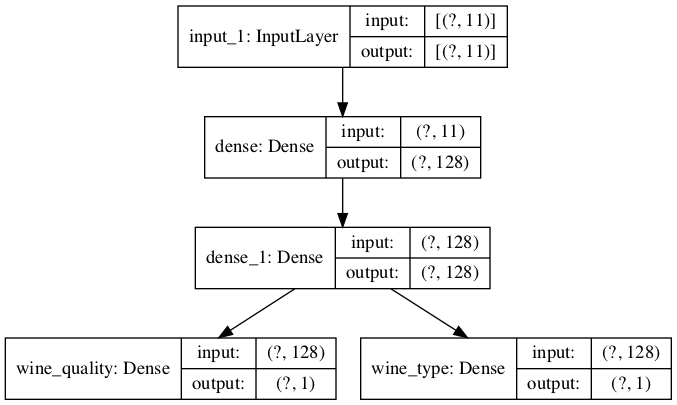 input_1: InputLayer
input: [(?, 11)]
output: [(?, 11)]
dense: Dense
input: (?, 11)
output: (?, 128)
dense_1: Dense
input: (?, 128)
output: (?, 128)
wine_quality: Dense
input: (?, 128)
output: (?, 1)
wine_type: Dense
input: (?, 128)
output: (?, 1)